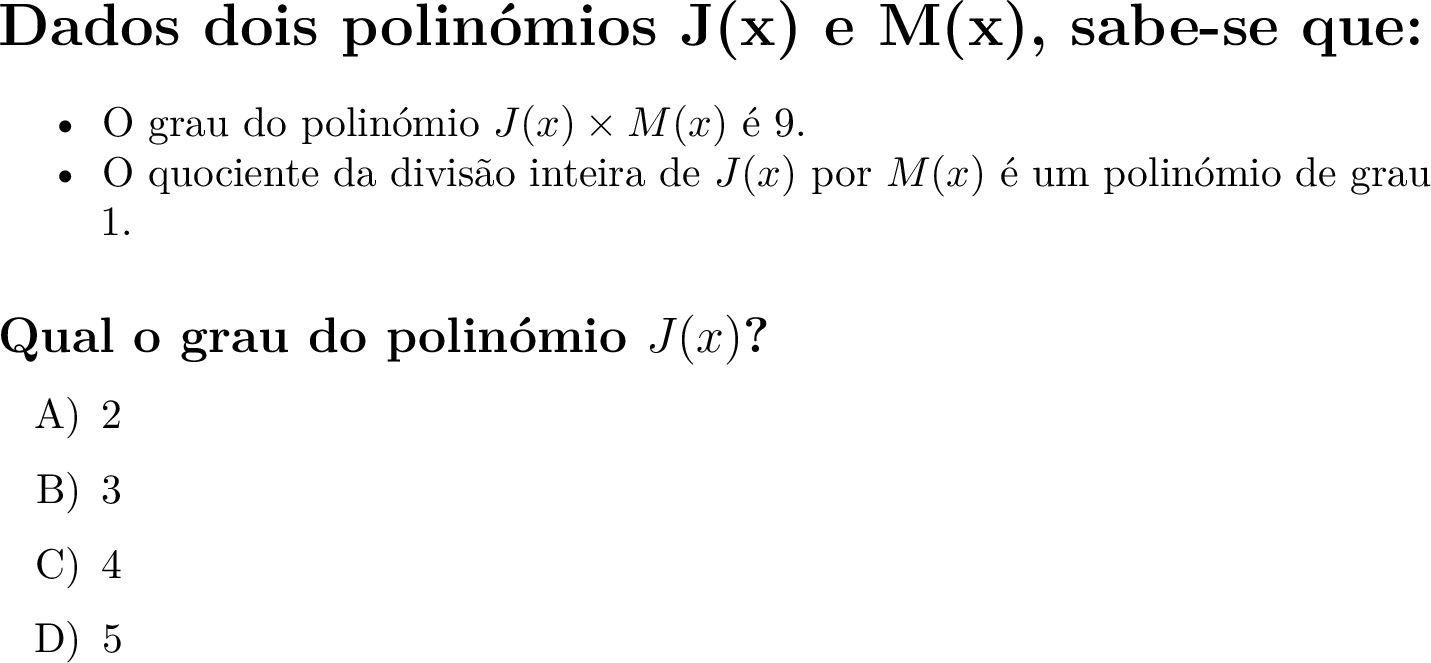 Dados dois polinómios J(x) e M(x), sabe-se que:
• O grau do polinómio J(x) × M(x) é 9.
• O quociente da divisão inteira de J(x) por M(x) é um polinómio de grau
1.
Qual o grau do polinómio J(x)?
A) 2
B) 3
C) 4
D) 5